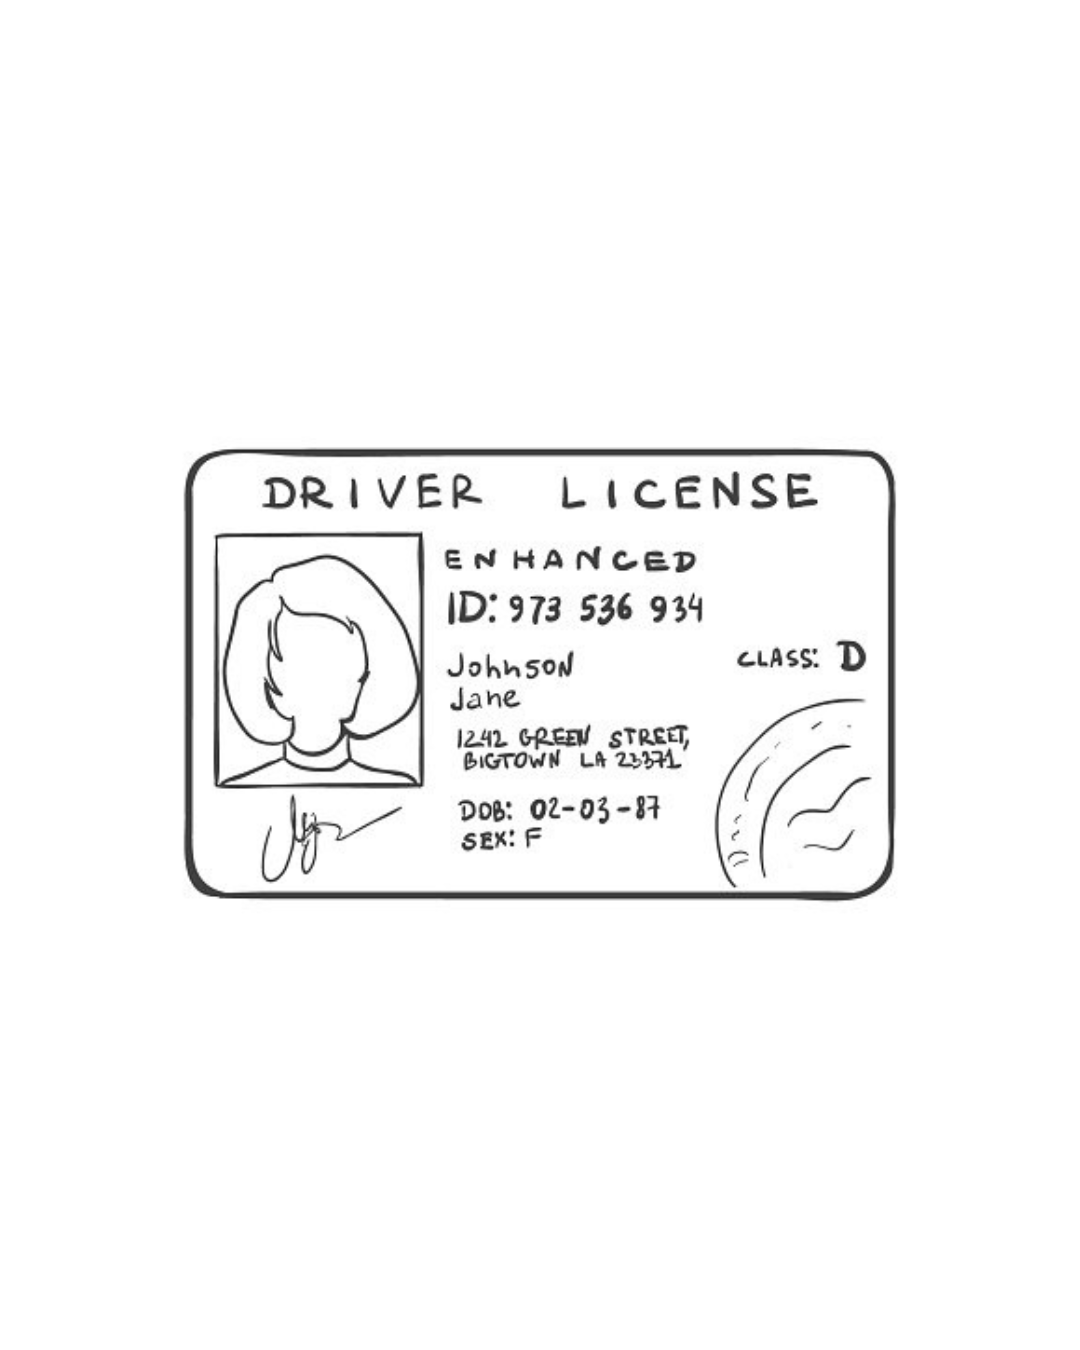 DRIVER LICENSE
ENHANCED
ID: 973 536 934
Johnson
CLASS: D
Jane
1242 GREEN STREET,
BIGTOWN LA 23371
DOB: 02-03-87
SEX: F